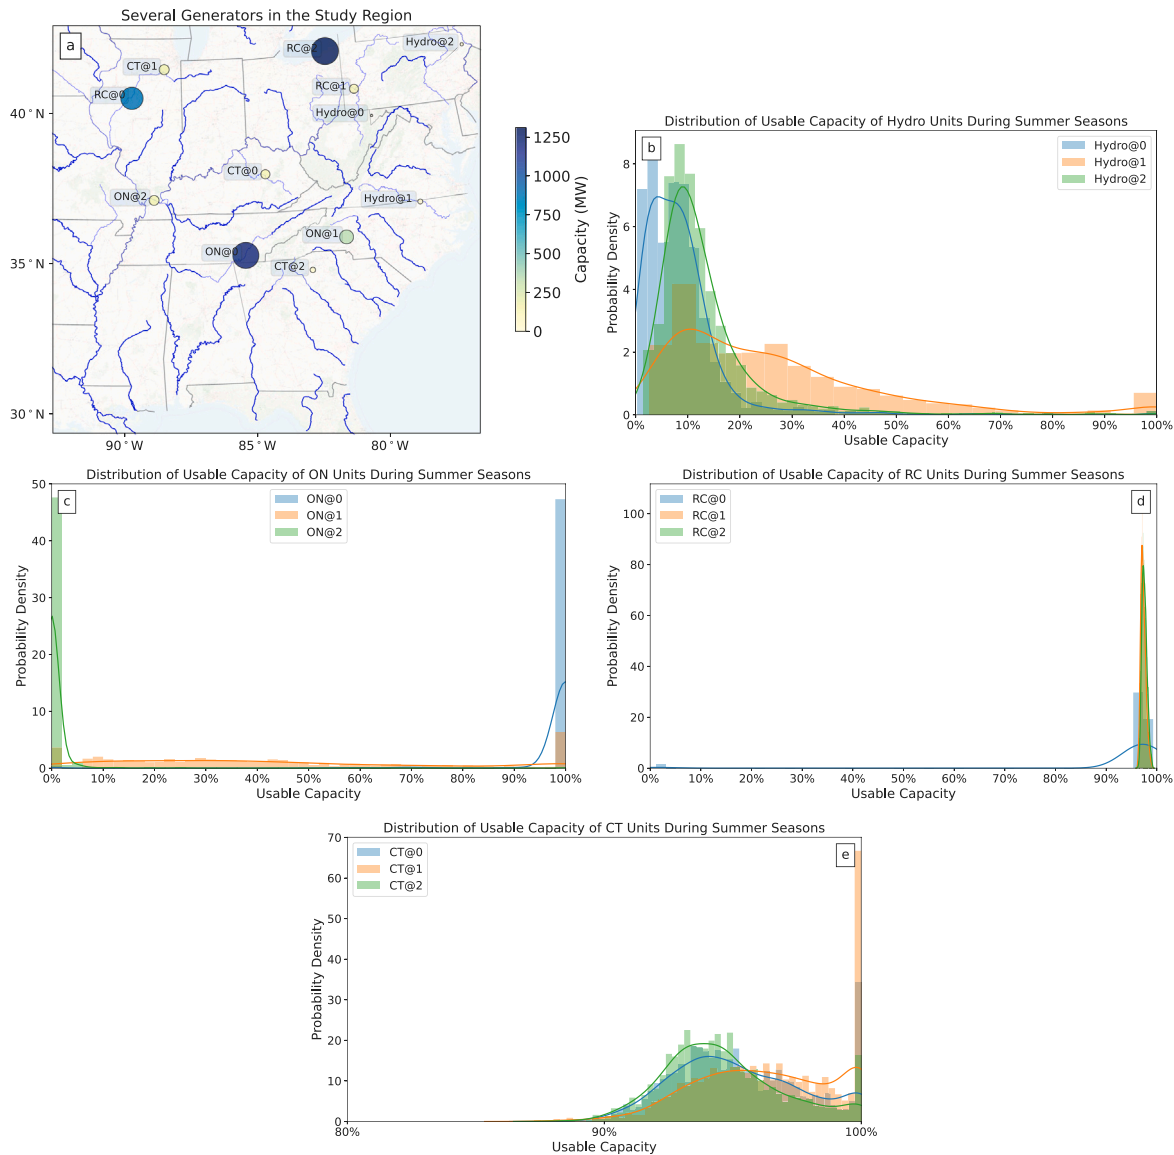 Several Generators in the Study Region
a
RC@2
Hydro@2
CT@1
RC@1
RC@0
Hydro@0
CT@0
ON@2
Hydro@1
ON@1
ON@0
CT@2
40°N
35°N
30°N
90°W
85°W
80°W
1250
1000
750
500
250
0
Capacity (MW)
Distribution of Usable Capacity of Hydro Units During Summer Seasons
b
Hydro@0
Hydro@1
Hydro@2
Probability Density
8
6
4
2
0
0% 10% 20% 30% 40% 50% 60% 70% 80% 90% 100%
Usable Capacity
Distribution of Usable Capacity of ON Units During Summer Seasons
c
ON@0
ON@1
ON@2
Probability Density
50
40
30
20
10
0
0% 10% 20% 30% 40% 50% 60% 70% 80% 90% 100%
Usable Capacity
Distribution of Usable Capacity of RC Units During Summer Seasons
d
RC@0
RC@1
RC@2
Probability Density
100
80
60
40
20
0
0% 10% 20% 30% 40% 50% 60% 70% 80% 90% 100%
Usable Capacity
Distribution of Usable Capacity of CT Units During Summer Seasons
e
CT@0
CT@1
CT@2
Probability Density
70
60
50
40
30
20
10
0
80% 90% 100%
Usable Capacity